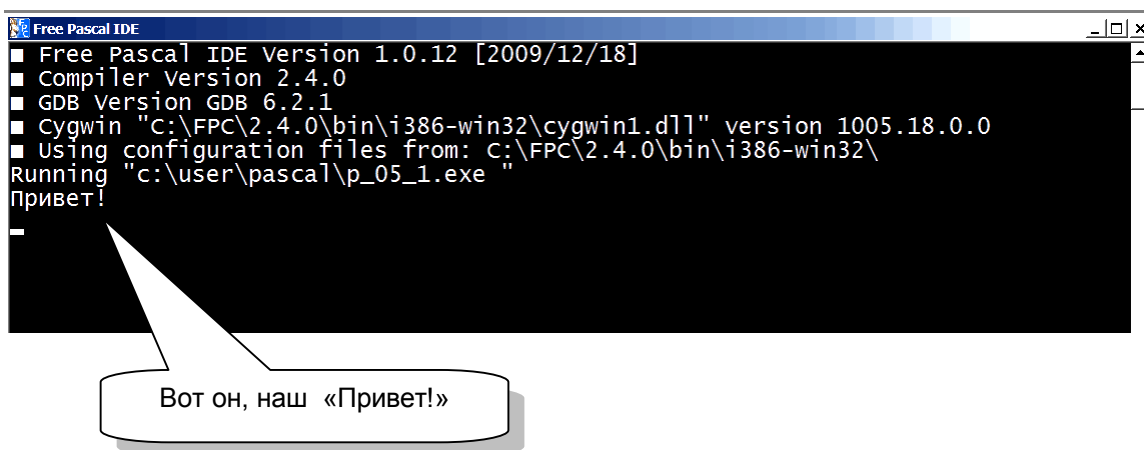 Free Pascal IDE
Free Pascal IDE Version 1.0.12 [2009/12/18]
Compiler Version 2.4.0
GDB Version GDB 6.2.1
Cygwin "C:\FPC\2.4.0\bin\i386-win32\cygwin1.dll" version 1005.18.0.0
Using configuration files from: C:\FPC\2.4.0\bin\i386-win32\
Running "c:\user\pascal\p_05_1.exe "
Привет!
Вот он, наш «Привет!»